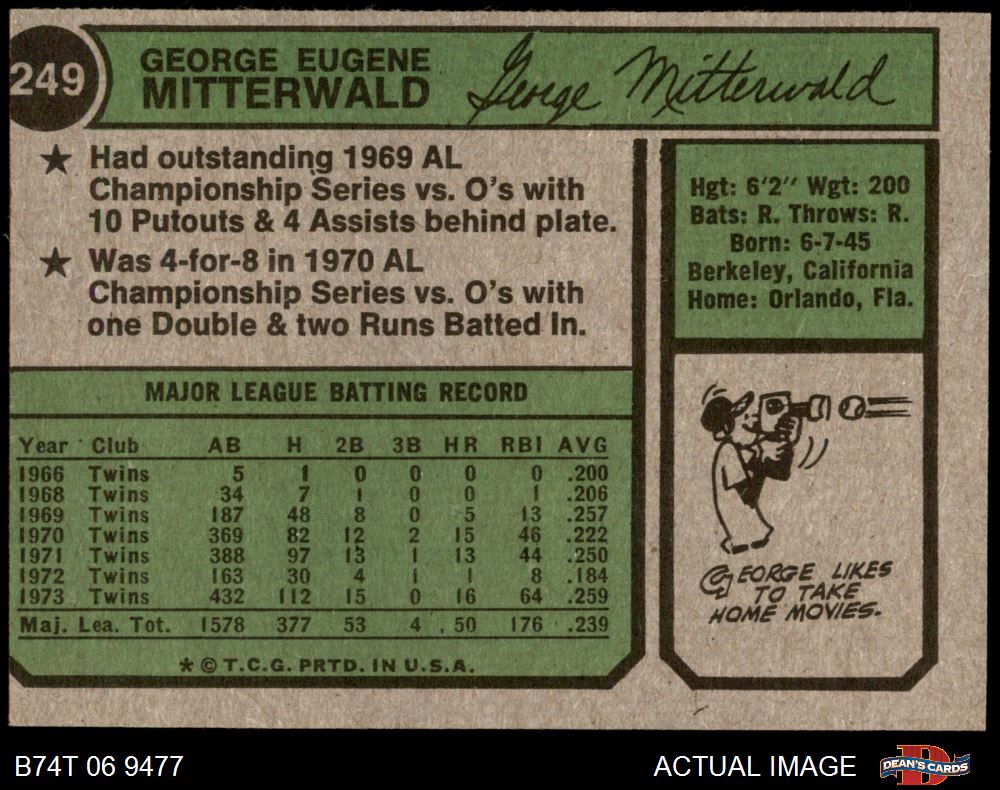 249
GEORGE EUGENE
MITTERWALD
George Mitterwald
★ Had outstanding 1969 AL
Championship Series vs. O's with
10 Putouts & 4 Assists behind plate.
★ Was 4-for-8 in 1970 AL
Championship Series vs. O's with
one Double & two Runs Batted In.
Hgt: 6'2" Wgt: 200
Bats: R. Throws: R.
Born: 6-7-45
Berkeley, California
Home: Orlando, Fla.
MAJOR LEAGUE BATTING RECORD
Year Club AB H 2B 3B HR RBI AVG
1966 Twins 5 1 0 0 0 0 .200
1968 Twins 34 7 1 0 0 1 .206
1969 Twins 187 48 8 0 5 13 .257
1970 Twins 369 82 12 2 15 46 .222
1971 Twins 388 97 13 1 13 44 .250
1972 Twins 163 30 4 1 1 8 .184
1973 Twins 432 112 15 0 16 64 .259
Maj. Lea. Tot. 1578 377 53 4 50 176 .239
* © T.C.G. PRTD. IN U.S.A.
GEORGE LIKES
TO TAKE
HOME MOVIES.
B74T 06 9477
ACTUAL IMAGE
D
DEAN'S CARDS